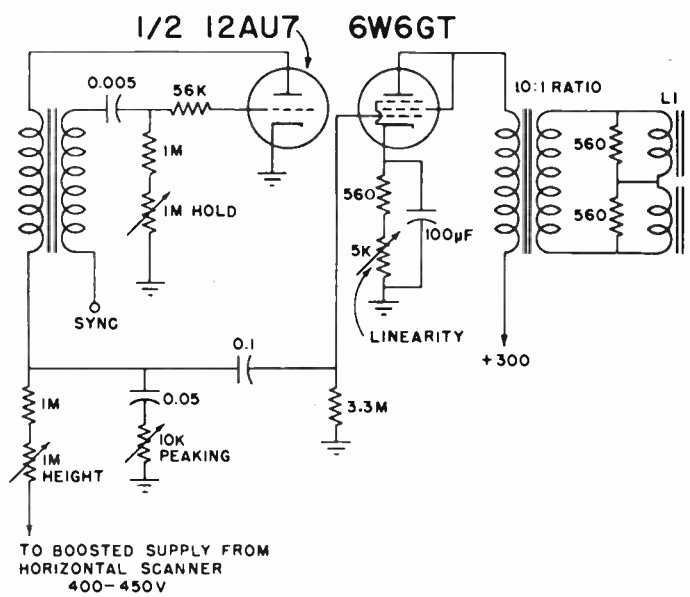 1/2 12AU7
6W6GT
0.005
56K
10:1 RATIO
L1
1M
1M HOLD
560
5K
100µF
560
560
SYNC
LINEARITY
+300
0.1
1M
0.05
3.3M
1M
HEIGHT
10K
PEAKING
TO BOOSTED SUPPLY FROM
HORIZONTAL SCANNER
400-450V